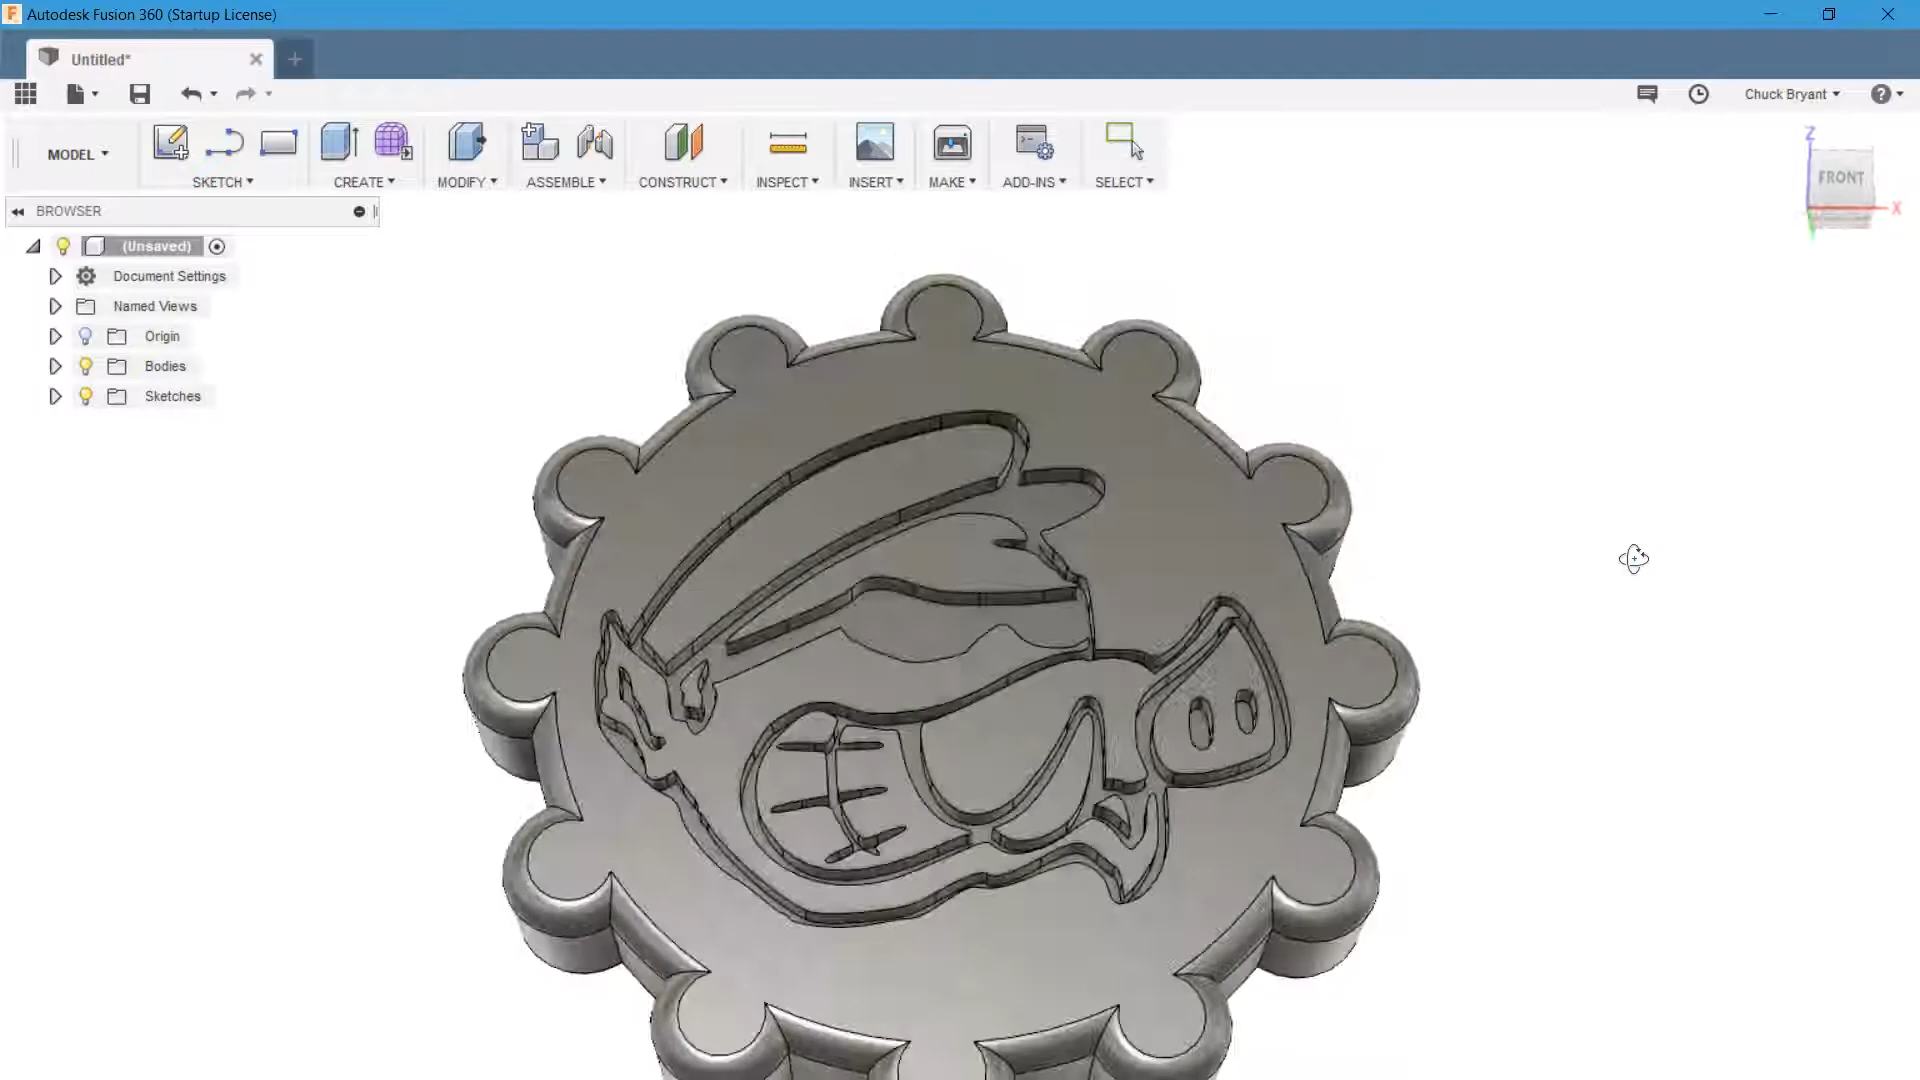 Autodesk Fusion 360 (Startup License)
Untitled*
Chuck Bryant
MODEL
SKETCH
CREATE
MODIFY
ASSEMBLE
CONSTRUCT
INSPECT
INSERT
MAKE
ADD-INS
SELECT
Z
FRONT
X
BROWSER
(Unsaved)
Document Settings
Named Views
Origin
Bodies
Sketches